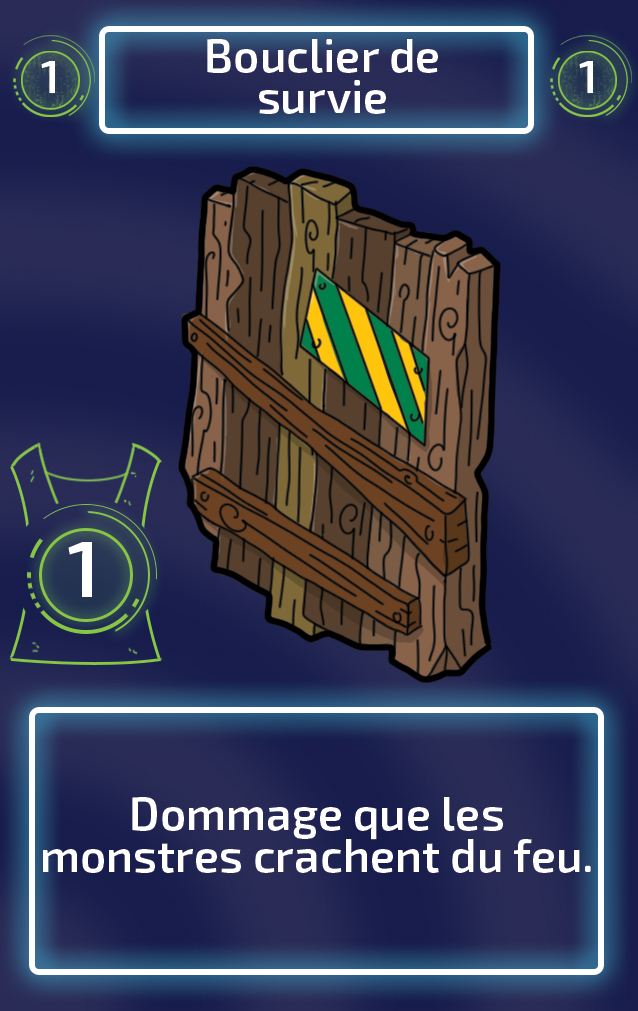 1
Bouclier de
survie
1
1
Dommage que les
monstres crachent du feu.